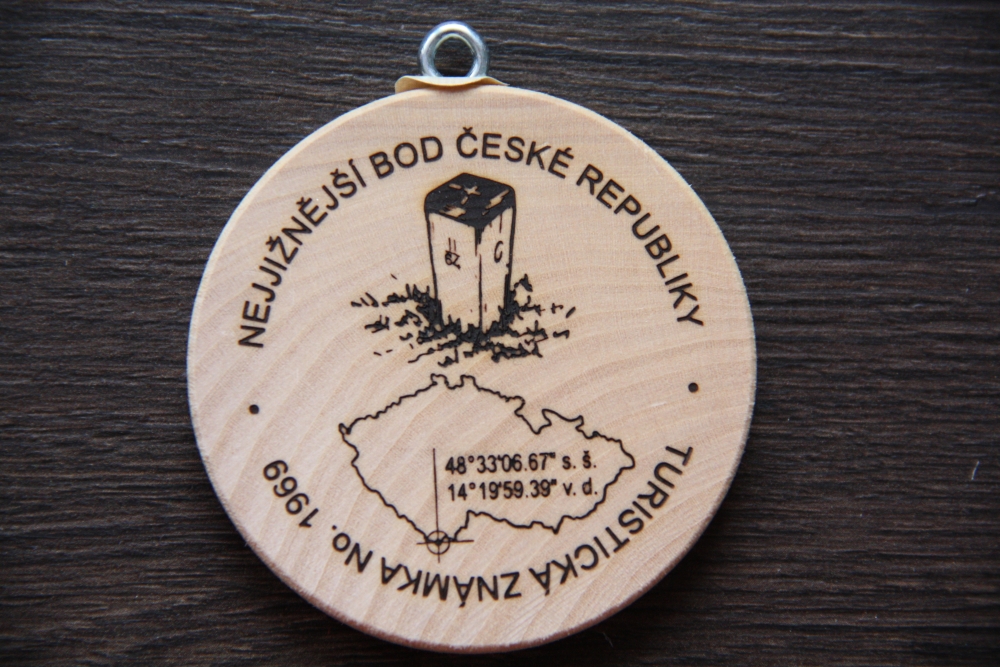 NEJJIŽNĚJŠÍ BOD ČESKÉ REPUBLIKY
48°33'06.67" s. š.
14°19'59.39" v. d.
TURISTICKÁ ZNÁMKA No. 1969